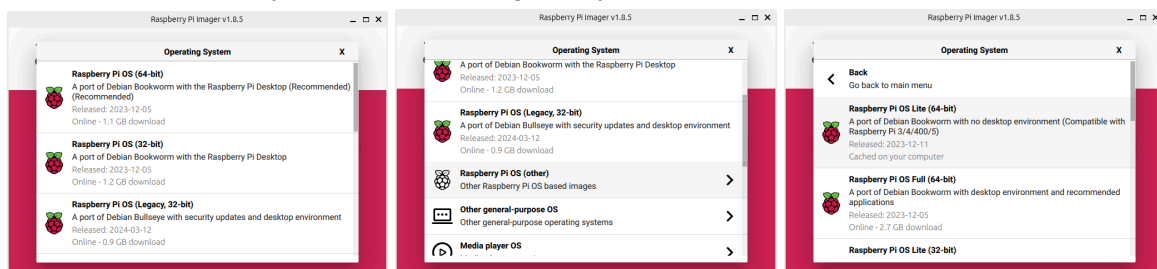 Raspberry Pi Imager v1.8.5
Operating System X
Raspberry Pi OS (64-bit)
A port of Debian Bookworm with the Raspberry Pi Desktop (Recommended)
(Recommended)
Released: 2023-12-05
Online - 1.1 GB download
Raspberry Pi OS (32-bit)
A port of Debian Bookworm with the Raspberry Pi Desktop
Released: 2023-12-05
Online - 1.2 GB download
Raspberry Pi OS (Legacy, 32-bit)
A port of Debian Bullseye with security updates and desktop environment
Released: 2024-03-12
Online - 0.9 GB download
Raspberry Pi Imager v1.8.5
Operating System X
A port of Debian Bookworm with the Raspberry Pi Desktop
Released: 2023-12-05
Online - 1.2 GB download
Raspberry Pi OS (Legacy, 32-bit)
A port of Debian Bullseye with security updates and desktop environment
Released: 2024-03-12
Online - 0.9 GB download
Raspberry Pi OS (other)
Other Raspberry Pi OS based images
Other general-purpose OS
Other general-purpose operating systems
Media player OS
Raspberry Pi Imager v1.8.5
Operating System X
Back
Go back to main menu
Raspberry Pi OS Lite (64-bit)
A port of Debian Bookworm with no desktop environment (Compatible with
Raspberry Pi 3/4/400/5)
Released: 2023-12-11
Cached on your computer
Raspberry Pi OS Full (64-bit)
A port of Debian Bookworm with desktop environment and recommended
applications
Released: 2023-12-05
Online - 2.7 GB download
Raspberry Pi OS Lite (32-bit)